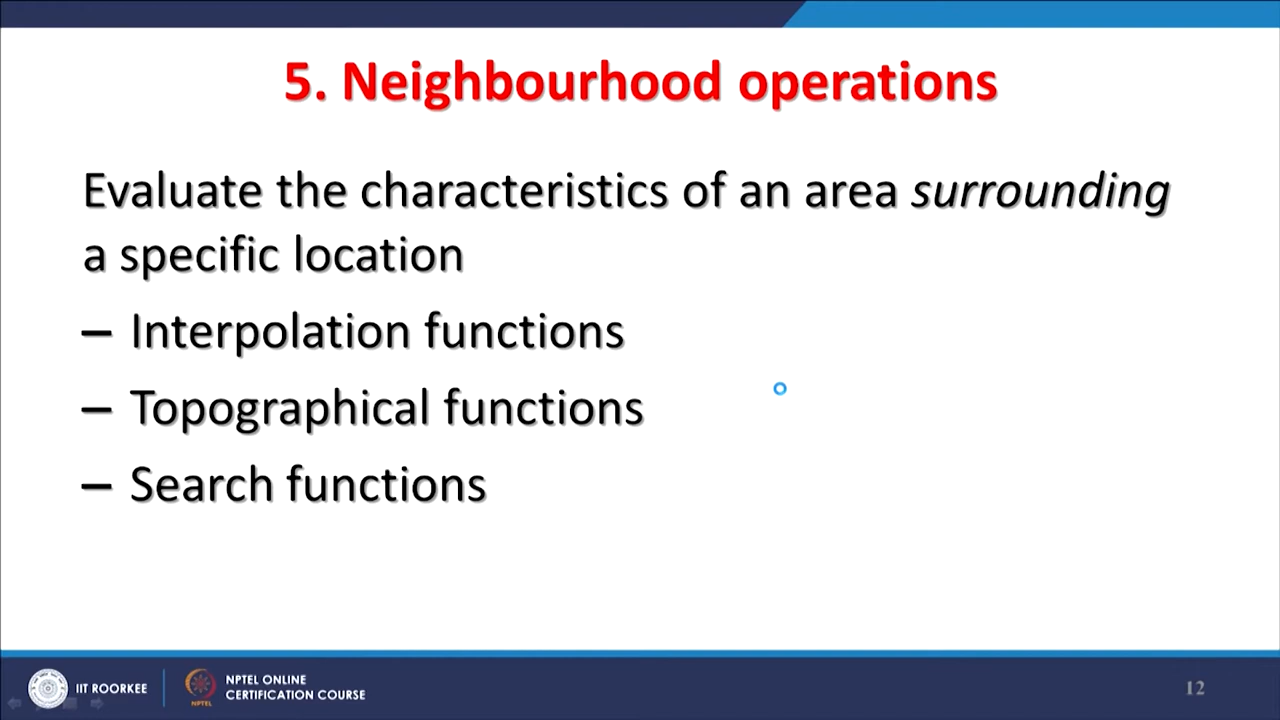 5. Neighbourhood operations
Evaluate the characteristics of an area surrounding
a specific location
– Interpolation functions
– Topographical functions
– Search functions
IIT ROORKEE
NPTEL
NPTEL ONLINE
CERTIFICATION COURSE
12